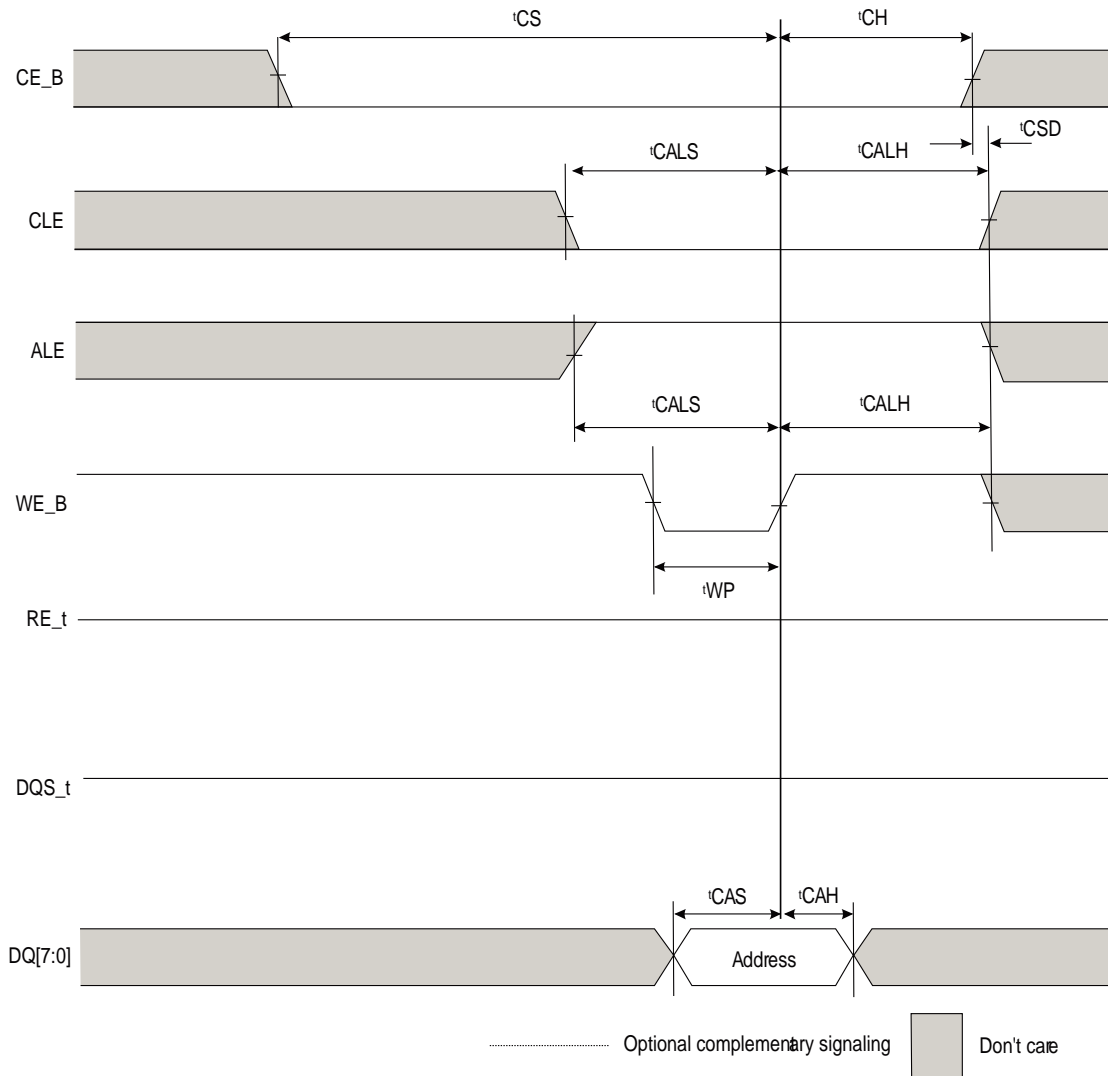 tCS tCH
CE_B
tCSD
tCALS tCALH
CLE
ALE
tCALS tCALH
WE_B
tWP
RE_t
DQS_t
tCAS tCAH
DQ[7:0] Address
Optional complementary signaling Don't care